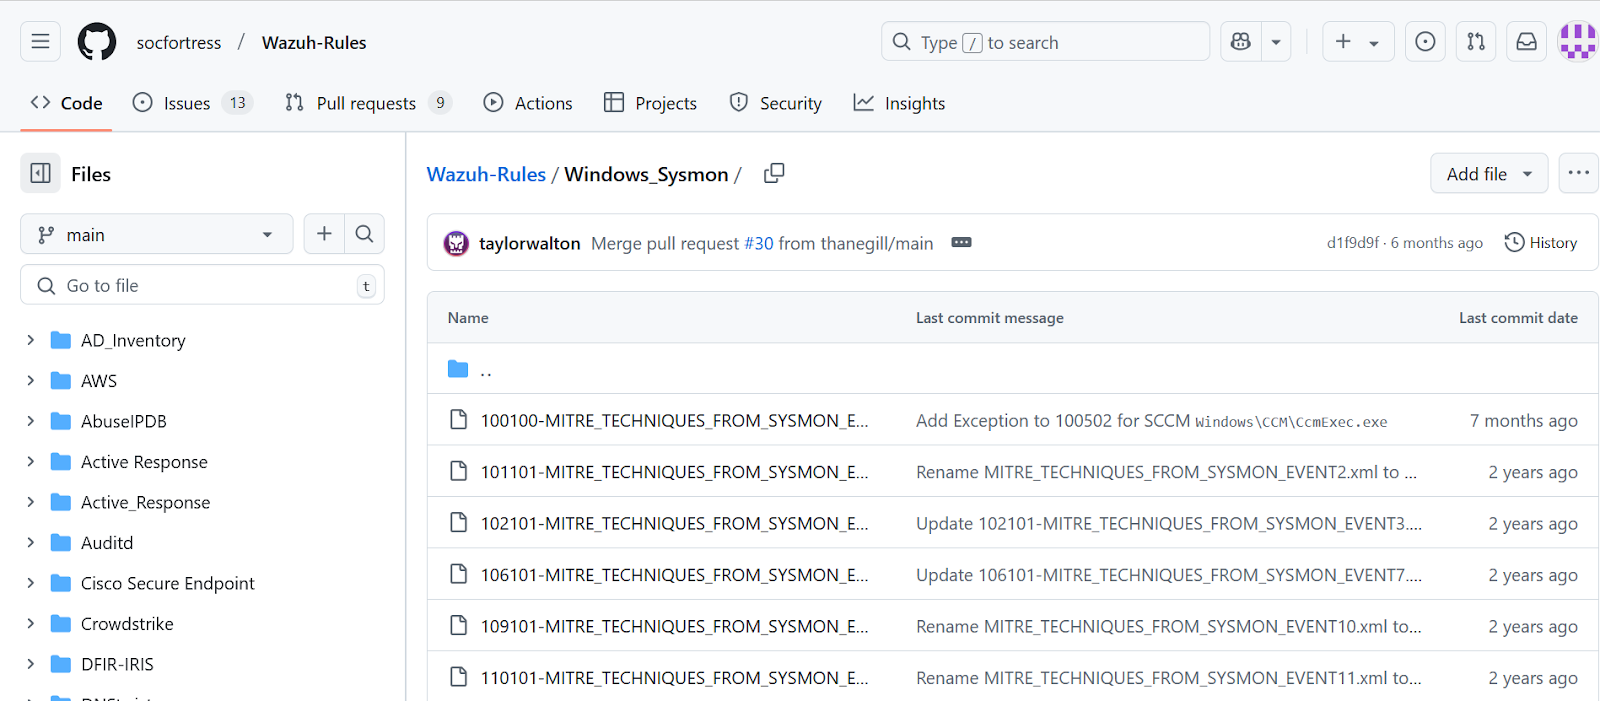 socfortress / Wazuh-Rules
Type / to search
Code
Issues 13
Pull requests 9
Actions
Projects
Security
Insights
Files
main
Go to file
t
AD_Inventory
AWS
AbuseIPDB
Active Response
Active_Response
Auditd
Cisco Secure Endpoint
Crowdstrike
DFIR-IRIS
Wazuh-Rules / Windows_Sysmon /
Add file
taylorwalton Merge pull request #30 from thanegill/main
d1f9d9f · 6 months ago
History
Name Last commit message Last commit date
..
100100-MITRE_TECHNIQUES_FROM_SYSMON_E... Add Exception to 100502 for SCCM Windows\CCM\CcmExec.exe 7 months ago
101101-MITRE_TECHNIQUES_FROM_SYSMON_E... Rename MITRE_TECHNIQUES_FROM_SYSMON_EVENT2.xml to ... 2 years ago
102101-MITRE_TECHNIQUES_FROM_SYSMON_E... Update 102101-MITRE_TECHNIQUES_FROM_SYSMON_EVENT3.... 2 years ago
106101-MITRE_TECHNIQUES_FROM_SYSMON_E... Update 106101-MITRE_TECHNIQUES_FROM_SYSMON_EVENT7.... 2 years ago
109101-MITRE_TECHNIQUES_FROM_SYSMON_E... Rename MITRE_TECHNIQUES_FROM_SYSMON_EVENT10.xml to... 2 years ago
110101-MITRE_TECHNIQUES_FROM_SYSMON_E... Rename MITRE_TECHNIQUES_FROM_SYSMON_EVENT11.xml to... 2 years ago